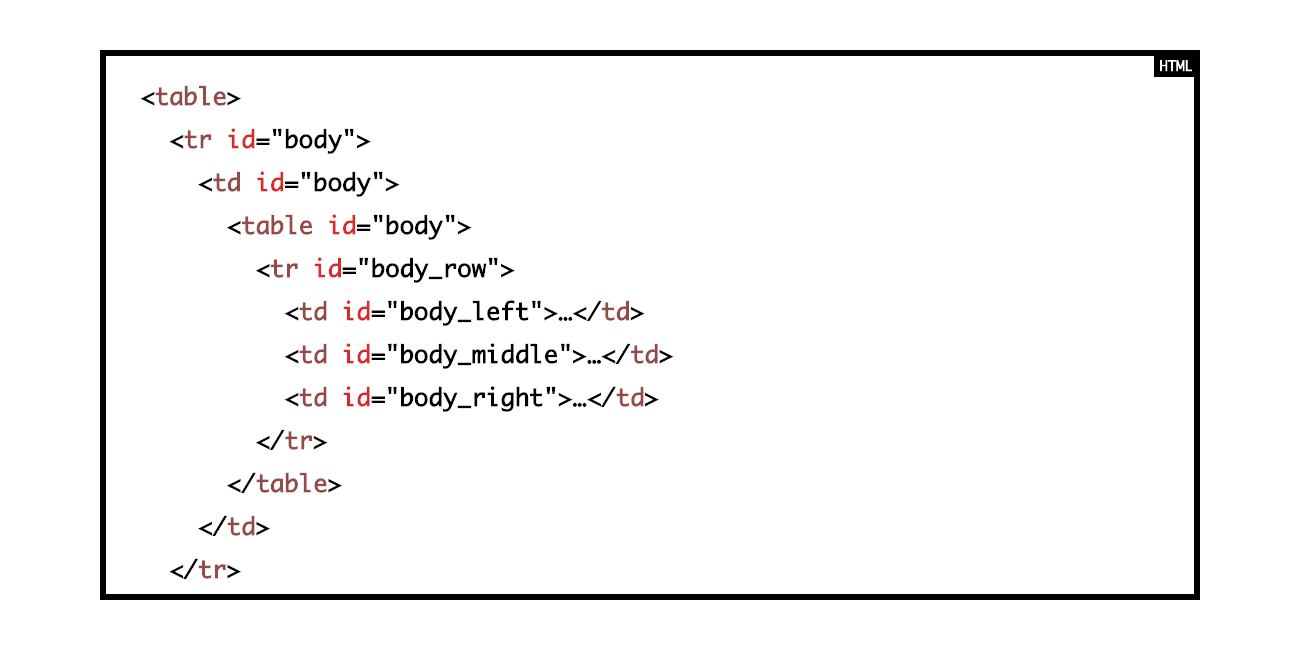 HTML
<table>
  <tr id="body">
    <td id="body">
      <table id="body">
        <tr id="body_row">
          <td id="body_left">…</td>
          <td id="body_middle">…</td>
          <td id="body_right">…</td>
        </tr>
      </table>
    </td>
  </tr>